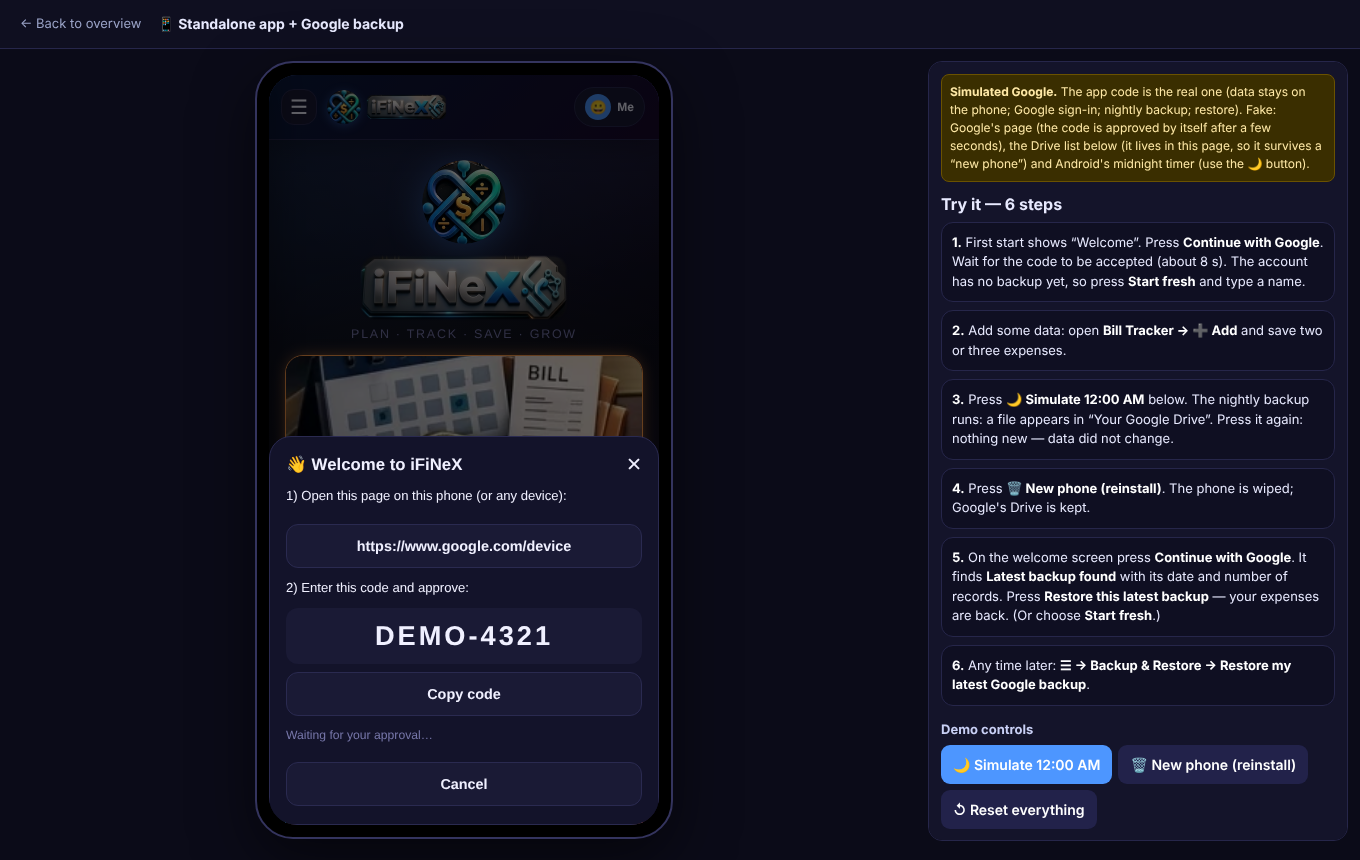 ← Back to overview
📱 Standalone app + Google backup
☰
iFiNeX
😀 Me
iFiNeX
PLAN · TRACK - SAVE · GROW
BILL
👋 Welcome to iFiNeX
✕
1) Open this page on this phone (or any device):
https://www.google.com/device
2) Enter this code and approve:
DEMO-4321
Copy code
Waiting for your approval…
Cancel
Simulated Google. The app code is the real one (data stays on
the phone; Google sign-in; nightly backup; restore). Fake:
Google's page (the code is approved by itself after a few
seconds), the Drive list below (it lives in this page, so it survives a
“new phone”) and Android's midnight timer (use the 🌙 button).
Try it — 6 steps
1. First start shows “Welcome”. Press Continue with Google.
Wait for the code to be accepted (about 8 s). The account
has no backup yet, so press Start fresh and type a name.
2. Add some data: open Bill Tracker → ➕ Add and save two
or three expenses.
3. Press 🌙 Simulate 12:00 AM below. The nightly backup
runs: a file appears in “Your Google Drive”. Press it again:
nothing new — data did not change.
4. Press 🗑️ New phone (reinstall). The phone is wiped;
Google's Drive is kept.
5. On the welcome screen press Continue with Google. It
finds Latest backup found with its date and number of
records. Press Restore this latest backup — your expenses
are back. (Or choose Start fresh.)
6. Any time later: ☰ → Backup & Restore → Restore my
latest Google backup.
Demo controls
🌙 Simulate 12:00 AM
🗑️ New phone (reinstall)
↺ Reset everything